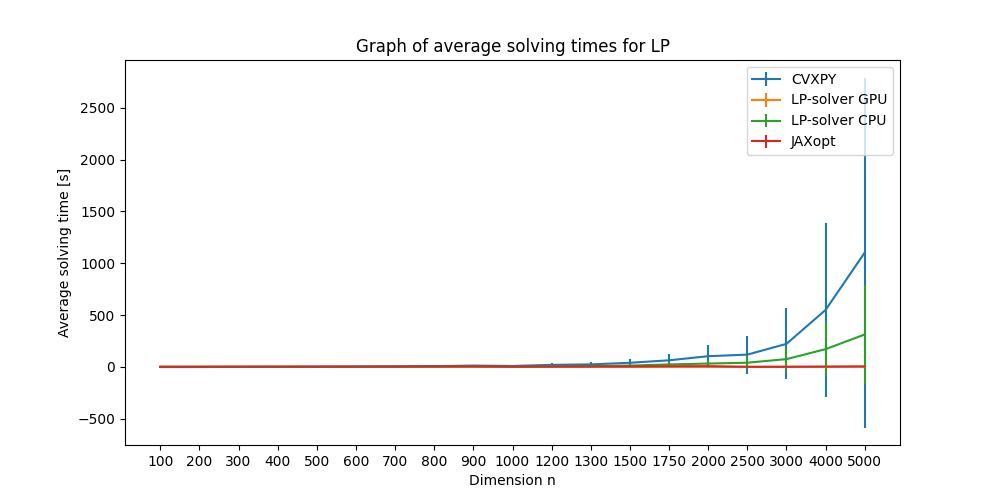 Graph of average solving times for LP
CVXPY
LP-solver GPU
LP-solver CPU
JAXopt
Average solving time [s]
2500
2000
1500
1000
500
0
−500
100 200 300 400 500 600 700 800 900 1000 1200 1300 1500 1750 2000 2500 3000 4000 5000
Dimension n